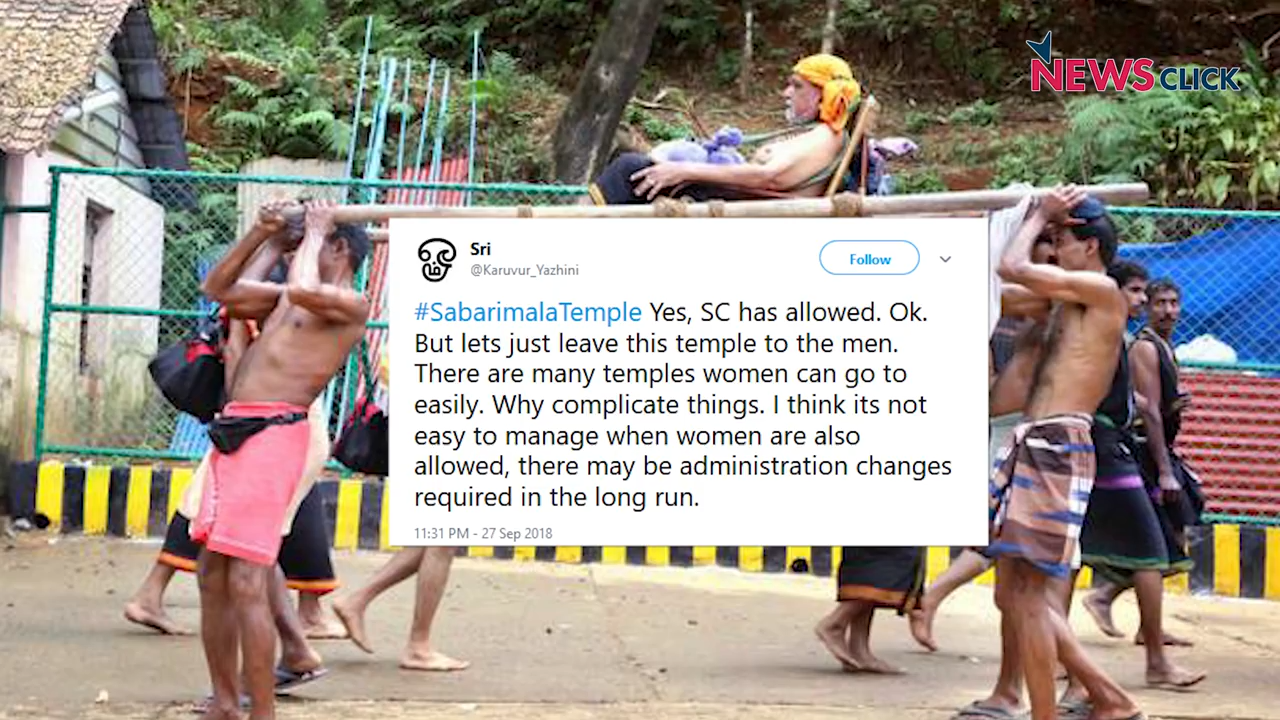 NEWSCLICK
Sri
@Karuvur_Yazhini
Follow
#SabarimalaTemple Yes, SC has allowed. Ok.
But lets just leave this temple to the men.
There are many temples women can go to
easily. Why complicate things. I think its not
easy to manage when women are also
allowed, there may be administration changes
required in the long run.
11:31 PM - 27 Sep 2018